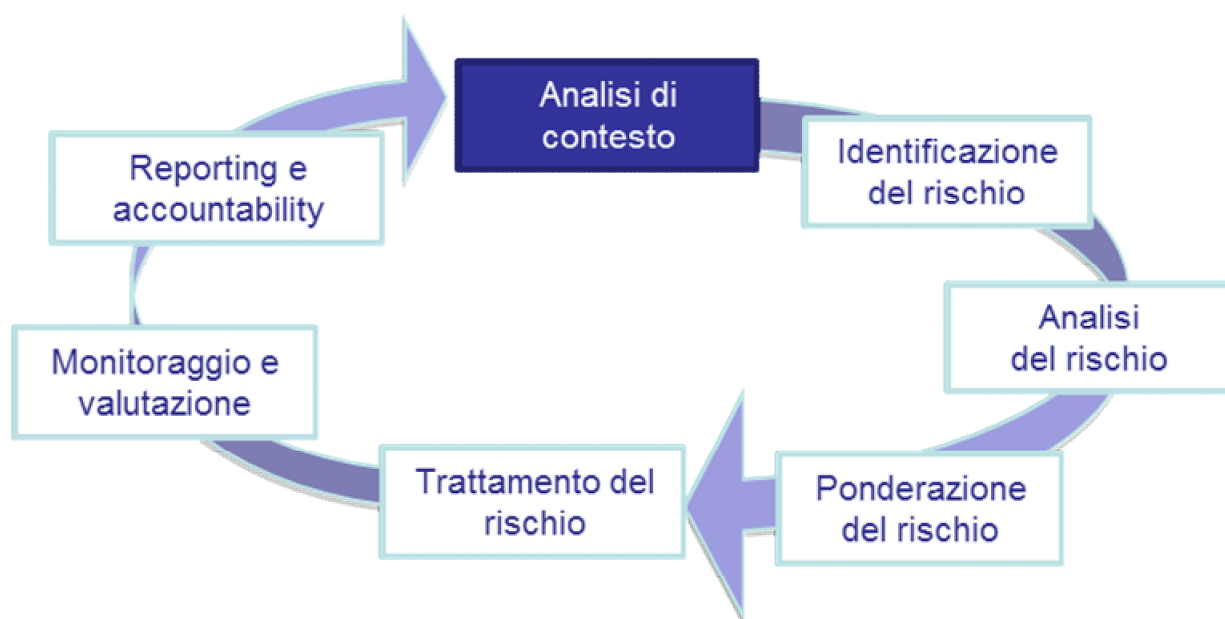 Analisi di
contesto
Identificazione
del rischio
Analisi
del rischio
Ponderazione
del rischio
Trattamento del
rischio
Monitoraggio e
valutazione
Reporting e
accountability